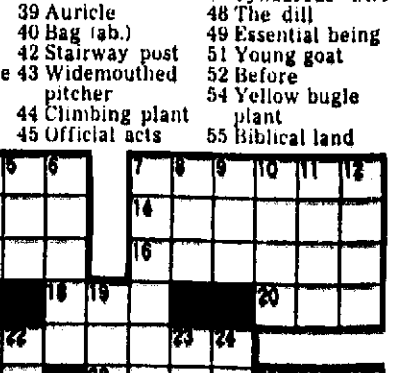 39 Auricle
40 Bag (ab.)
42 Stairway post
e 43 Widemouthed
pitcher
44 Climbing plant
45 Official acts
48 The dill
49 Essential being
51 Young goat
52 Before
54 Yellow bugle
plant
55 Biblical land
5 6 7 8 9 10 11 12
14
16
18 19 20
22 23 24